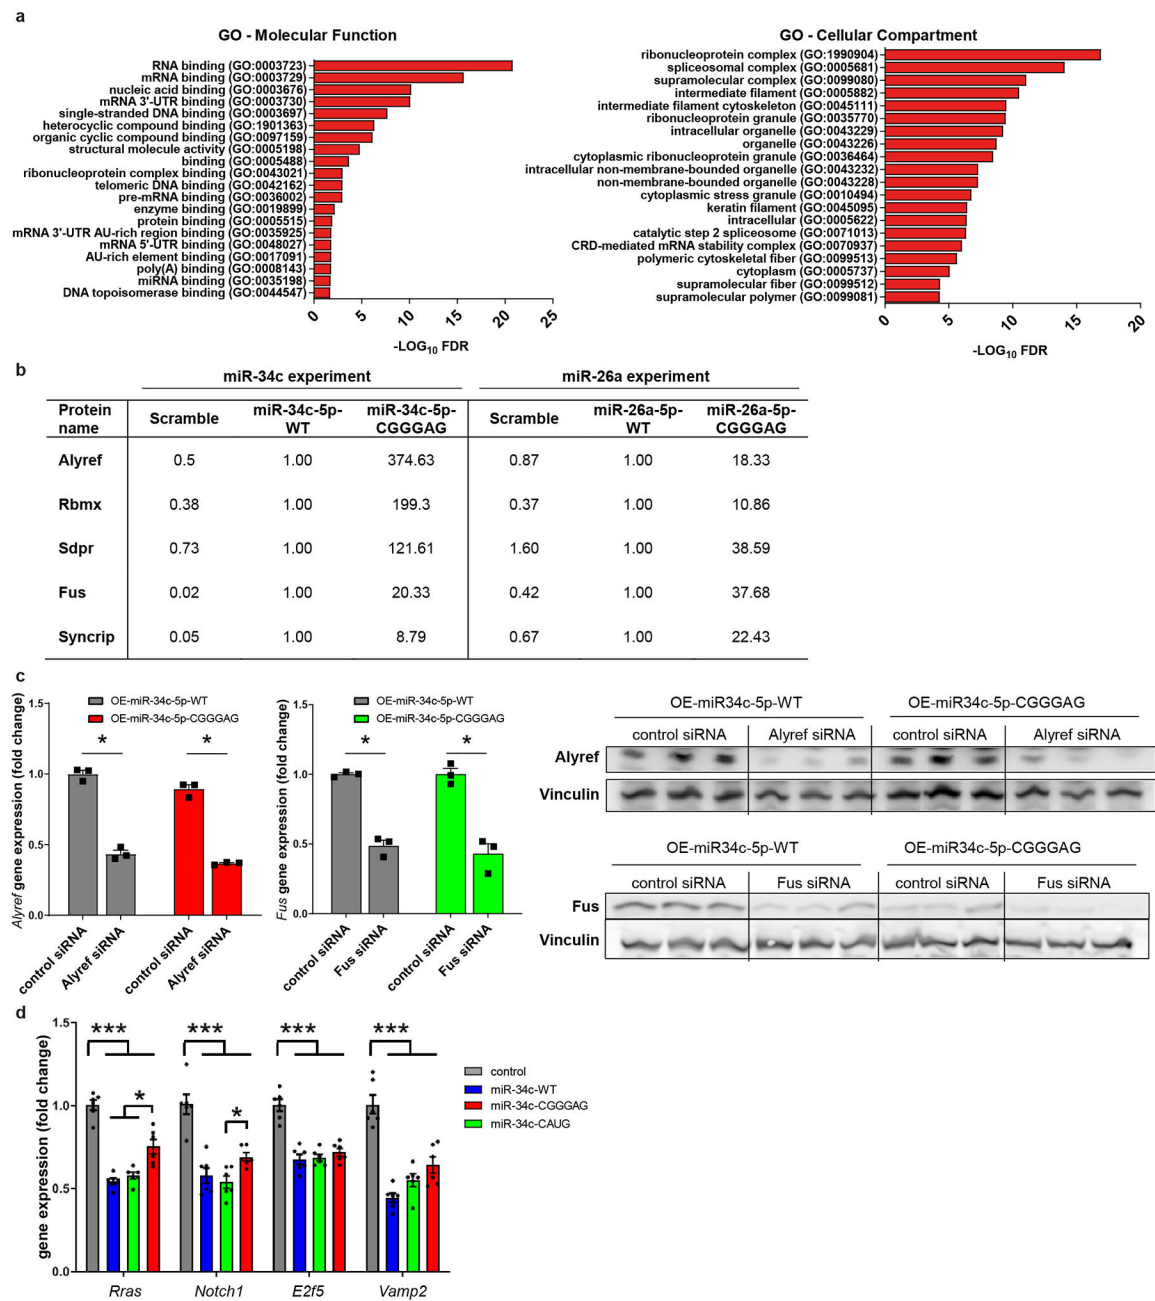 a
GO - Molecular Function
RNA binding (GO:0003723)
mRNA binding (GO:0003729)
nucleic acid binding (GO:0003676)
mRNA 3'-UTR binding (GO:0003730)
single-stranded DNA binding (GO:0003697)
heterocyclic compound binding (GO:1901363)
organic cyclic compound binding (GO:0097159)
structural molecule activity (GO:0005198)
binding (GO:0005488)
ribonucleoprotein complex binding (GO:0043021)
telomeric DNA binding (GO:0042162)
pre-mRNA binding (GO:0036002)
enzyme binding (GO:0019899)
protein binding (GO:0005515)
mRNA 3'-UTR AU-rich region binding (GO:0035925)
mRNA 5'-UTR binding (GO:0048027)
AU-rich element binding (GO:0017091)
poly(A) binding (GO:0008143)
miRNA binding (GO:0035198)
DNA topoisomerase binding (GO:0044547)
0 5 10 15 20 25
-LOG10 FDR
GO - Cellular Compartment
ribonucleoprotein complex (GO:1990904)
spliceosomal complex (GO:0005681)
supramolecular complex (GO:0099080)
intermediate filament (GO:0005882)
intermediate filament cytoskeleton (GO:0045111)
ribonucleoprotein granule (GO:0035770)
intracellular organelle (GO:0043229)
organelle (GO:0043226)
cytoplasmic ribonucleoprotein granule (GO:0036464)
intracellular non-membrane-bounded organelle (GO:0043232)
non-membrane-bounded organelle (GO:0043228)
cytoplasmic stress granule (GO:0010494)
keratin filament (GO:0045095)
intracellular (GO:0005622)
catalytic step 2 spliceosome (GO:0071013)
CRD-mediated mRNA stability complex (GO:0070937)
polymeric cytoskeletal fiber (GO:0099513)
cytoplasm (GO:0005737)
supramolecular fiber (GO:0099512)
supramolecular polymer (GO:0099081)
0 5 10 15 20
-LOG10 FDR
b
miR-34c experiment miR-26a experiment
Protein name Scramble miR-34c-5p-WT miR-34c-5p-CGGGAG Scramble miR-26a-5p-WT miR-26a-5p-CGGGAG
Alyref 0.5 1.00 374.63 0.87 1.00 18.33
Rbmx 0.38 1.00 199.3 0.37 1.00 10.86
Sdpr 0.73 1.00 121.61 1.60 1.00 38.59
Fus 0.02 1.00 20.33 0.42 1.00 37.68
Syncrip 0.05 1.00 8.79 0.67 1.00 22.43
c
Alyref gene expression (fold change)
1.5
1.0
0.5
0.0
OE-miR-34c-5p-WT
OE-miR-34c-5p-CGGGAG
* *
control siRNA
Alyref siRNA
control siRNA
Alyref siRNA
Fus gene expression (fold change)
1.5
1.0
0.5
0.0
OE-miR-34c-5p-WT
OE-miR-34c-5p-CGGGAG
* *
control siRNA
Fus siRNA
control siRNA
Fus siRNA
OE-miR34c-5p-WT OE-miR34c-5p-CGGGAG
control siRNA Alyref siRNA control siRNA Alyref siRNA
Alyref
Vinculin
OE-miR34c-5p-WT OE-miR34c-5p-CGGGAG
control siRNA Fus siRNA control siRNA Fus siRNA
Fus
Vinculin
d
gene expression (fold change)
1.5
1.0
0.5
0.0
*** *** *** ***
* *
Rras Notch1 E2f5 Vamp2
control
miR-34c-WT
miR-34c-CGGGAG
miR-34c-CAUG